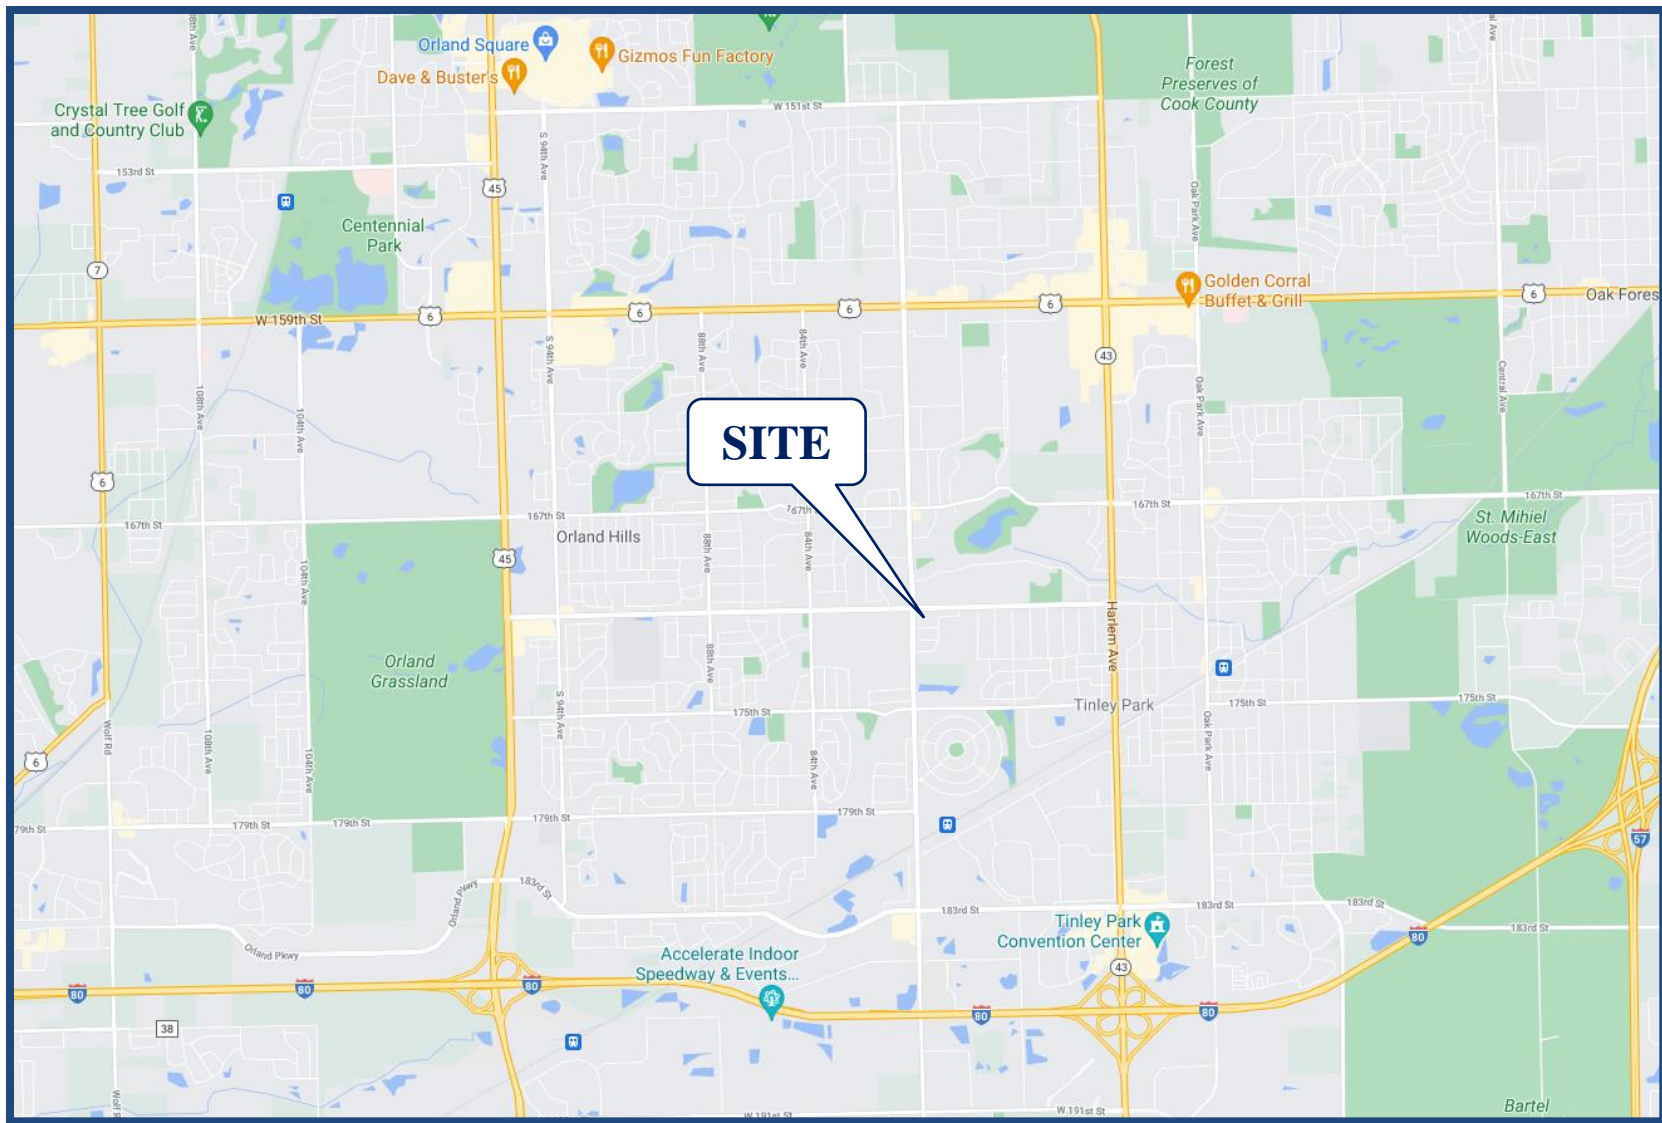 Orland Square
Gizmos Fun Factory
Dave & Buster's
Crystal Tree Golf
and Country Club
Forest
Preserves of
Cook County
W 151st St
S 94th Ave
153rd St
45
Centennial
Park
Oak Park Ave
7
Golden Corral
Buffet & Grill
6
Oak Fores
W 159th St
6
6
6
6
S 94th Ave
88th Ave
84th Ave
43
108th Ave
104th Ave
Oak Park Ave
Central Ave
SITE
6
167th St
167th St
167th St
167th St
167th St
Orland Hills
St. Mihiel
Woods-East
45
104th Ave
88th Ave
84th Ave
Harlem Ave
Orland
Grassland
88th Ave
S 94th Ave
175th St
Tinley Park
175th St
175th St
Wolf Rd
108th Ave
104th Ave
84th Ave
Oak Park Ave
6
79th St
179th St
179th St
179th St
179th St
57
183rd St
Orland Pkwy
Orland Pkwy
183rd St
183rd St
183rd St
183rd St
Tinley Park
Convention Center
Accelerate Indoor
Speedway & Events...
80
43
80
80
80
80
80
38
Wolf R
W 191st St
W 191st St
Bartel